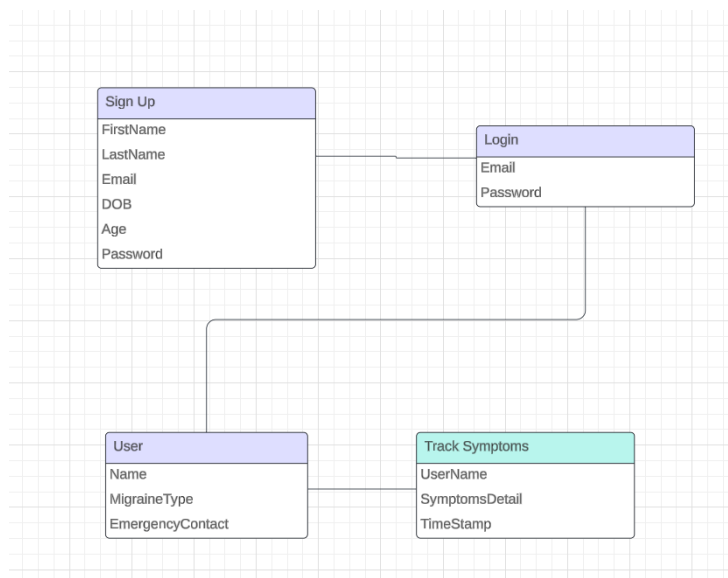 Sign Up
FirstName
LastName
Email
DOB
Age
Password
Login
Email
Password
User
Name
MigraineType
EmergencyContact
Track Symptoms
UserName
SymptomsDetail
TimeStamp